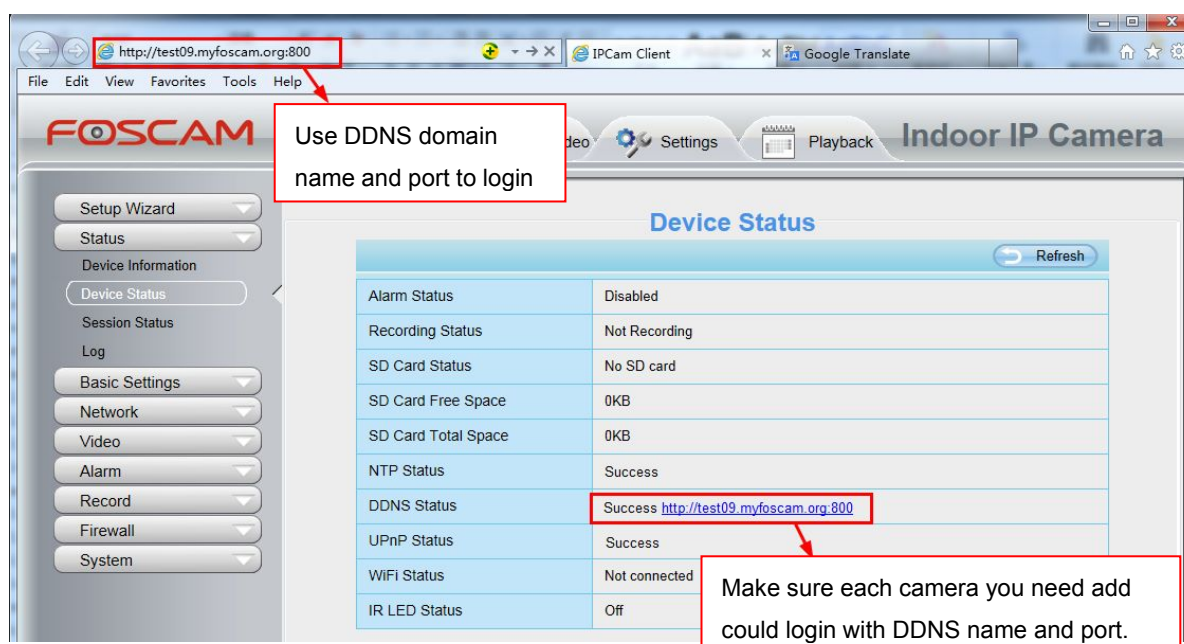 http://test09.myfoscam.org:800
IPCam Client
Google Translate
File Edit View Favorites Tools Help
FOSCAM
Use DDNS domain
name and port to login
deo
Settings
Playback
Indoor IP Camera
Setup Wizard
Status
Device Information
Device Status
Session Status
Log
Basic Settings
Network
Video
Alarm
Record
Firewall
System
Device Status
Refresh
Alarm Status Disabled
Recording Status Not Recording
SD Card Status No SD card
SD Card Free Space 0KB
SD Card Total Space 0KB
NTP Status Success
DDNS Status Success http://test09.myfoscam.org:800
UPnP Status Success
WiFi Status Not connected
IR LED Status Off
Make sure each camera you need add
could login with DDNS name and port.